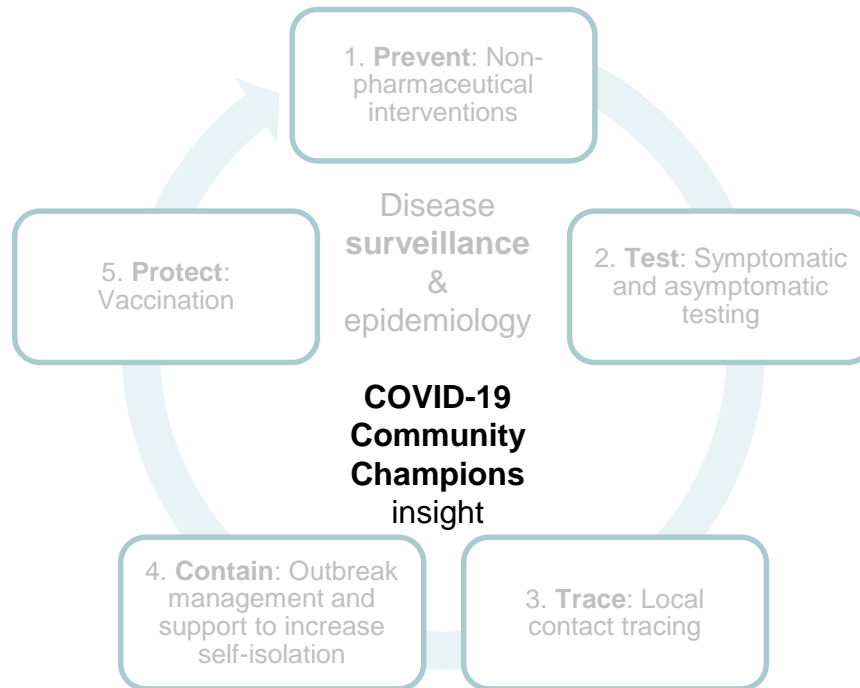 1. Prevent: Non-
pharmaceutical
interventions
Disease
surveillance
&
epidemiology
2. Test: Symptomatic
and asymptomatic
testing
5. Protect:
Vaccination
COVID-19
Community
Champions
insight
4. Contain: Outbreak
management and
support to increase
self-isolation
3. Trace: Local
contact tracing